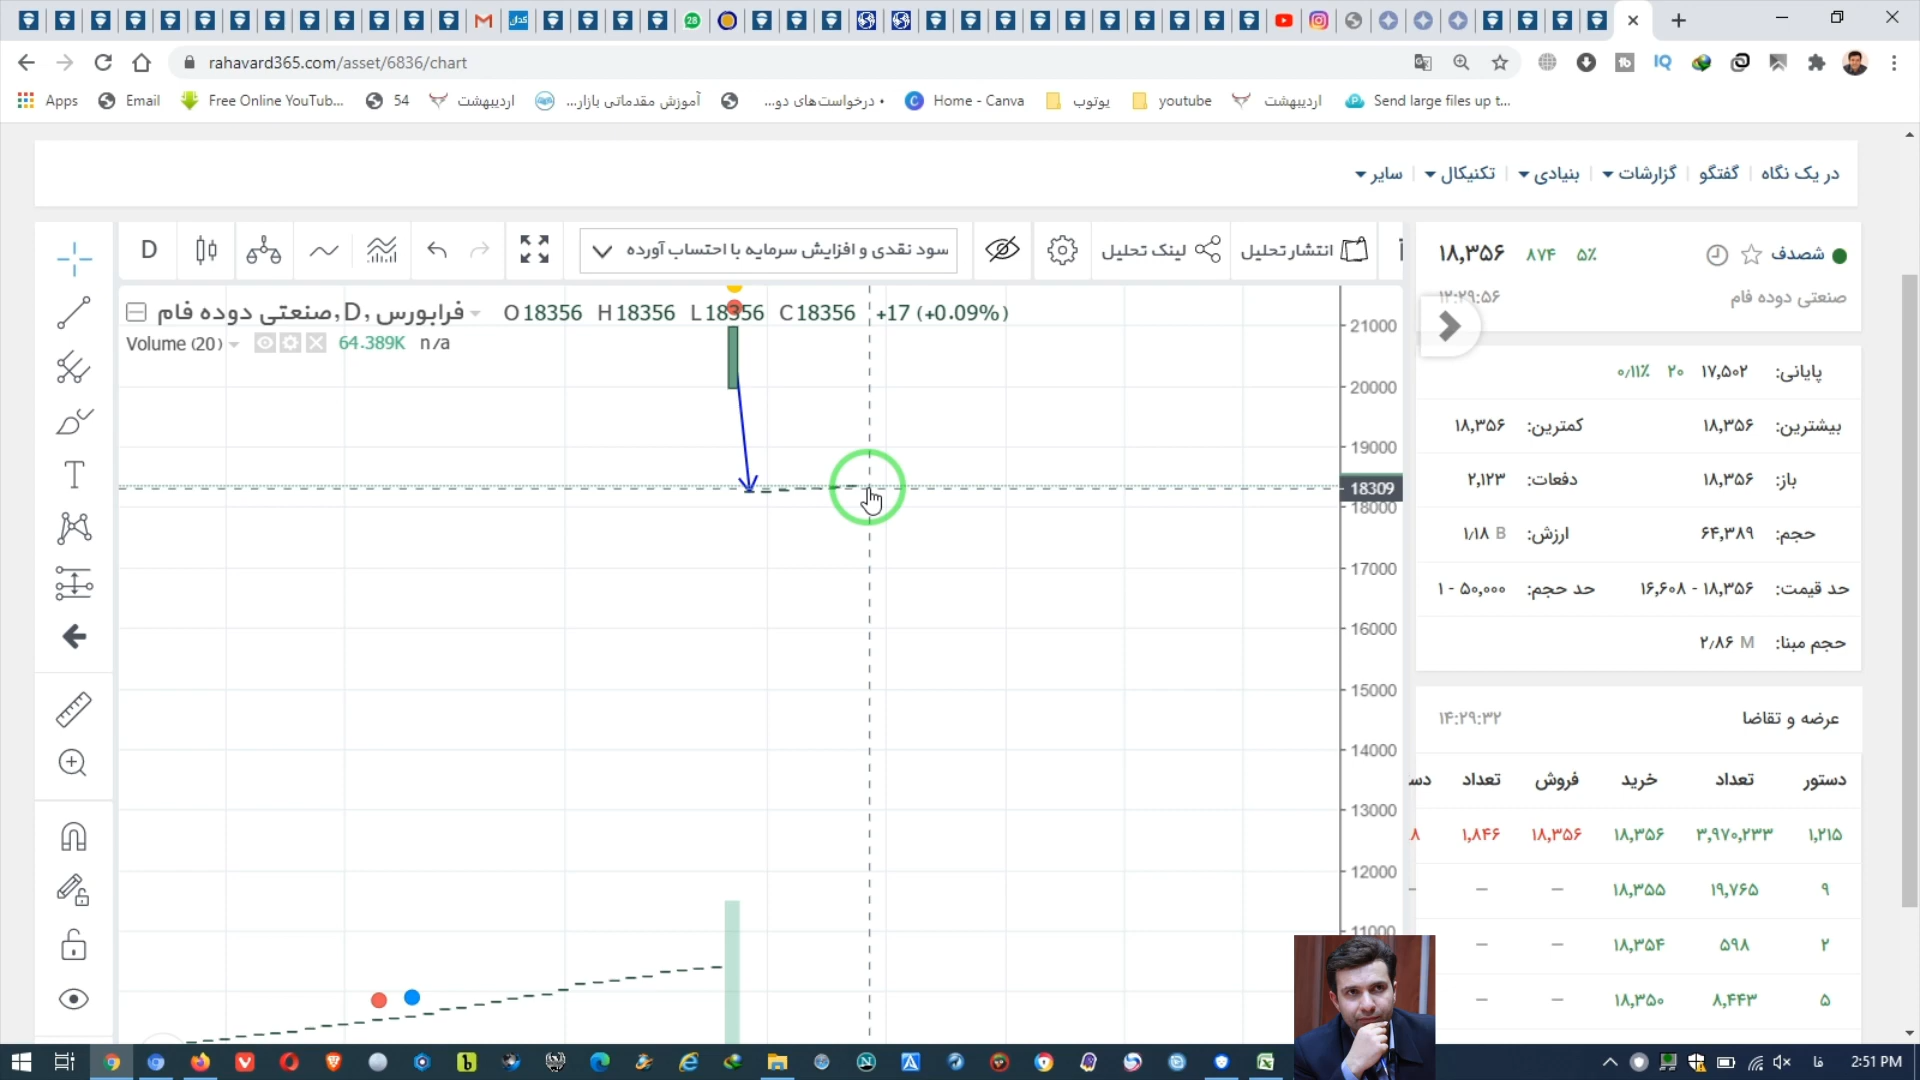 28
کدال
rahavard365.com/asset/6836/chart
IQ
Apps
Email
Free Online YouTub...
54
اردیبهشت
آموزش مقدماتی بازار...
• درخواست‌های دو...
Home - Canva
یوتوب
youtube
اردیبهشت
Send large files up t...
در یک نگاه
گفتگو
گزارشات
بنیادی
تکنیکال
سایر
D
سود نقدی و افزایش سرمایه با احتساب آورده
لینک تحلیل
انتشار تحلیل
صنعتی دوده فام, D, فرابورس
O 18356 H 18356 L 18356 C 18356 +17 (+0.09%)
Volume (20) 64.389K n/a
21000
20000
19000
18309
18000
17000
16000
15000
14000
13000
12000
11000
شصدف
۱۸,۳۵۶ ۸۷۴ ۵٪
صنعتی دوده فام
۱۲:۲۹:۵۶
پایانی: ۱۷,۵۰۲ ۲۰ ۰/۱۱٪
بیشترین: ۱۸,۳۵۶ کمترین: ۱۸,۳۵۶
باز: ۱۸,۳۵۶ دفعات: ۲,۱۲۳
حجم: ۶۴,۳۸۹ ارزش: ۱/۱۸ B
حد قیمت: ۱۸,۳۵۶ - ۱۶,۶۰۸ حد حجم: ۵۰,۰۰۰ - ۱
حجم مبنا: ۲/۸۶ M
عرضه و تقاضا ۱۴:۲۹:۳۲
دستور تعداد خرید فروش تعداد
۱,۲۱۵ ۳,۹۷۰,۲۳۳ ۱۸,۳۵۶ ۱۸,۳۵۶ ۱,۸۴۶ ۸
۹ ۱۹,۷۶۵ ۱۸,۳۵۵ – – –
۲ ۵۹۸ ۱۸,۳۵۴ – –
۵ ۸,۴۴۳ ۱۸,۳۵۰ – –
فا
2:51 PM